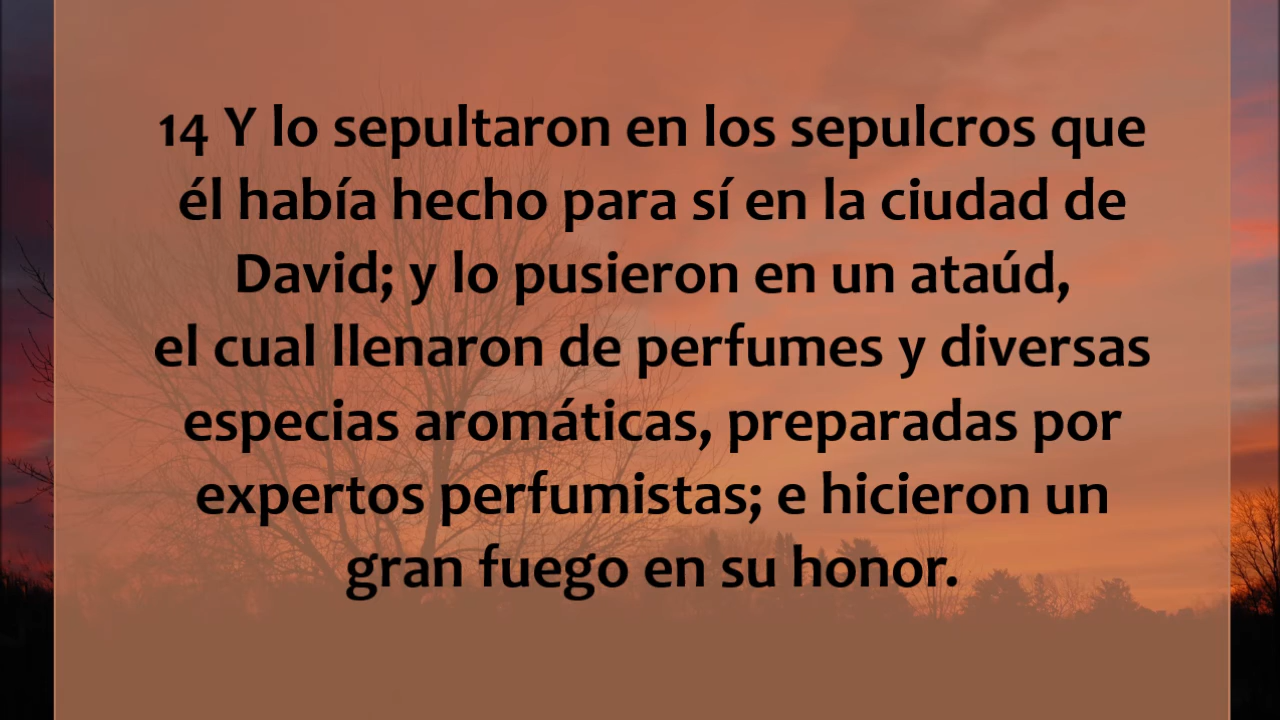 14 Y lo sepultaron en los sepulcros que
él había hecho para sí en la ciudad de
David; y lo pusieron en un ataúd,
el cual llenaron de perfumes y diversas
especias aromáticas, preparadas por
expertos perfumistas; e hicieron un
gran fuego en su honor.